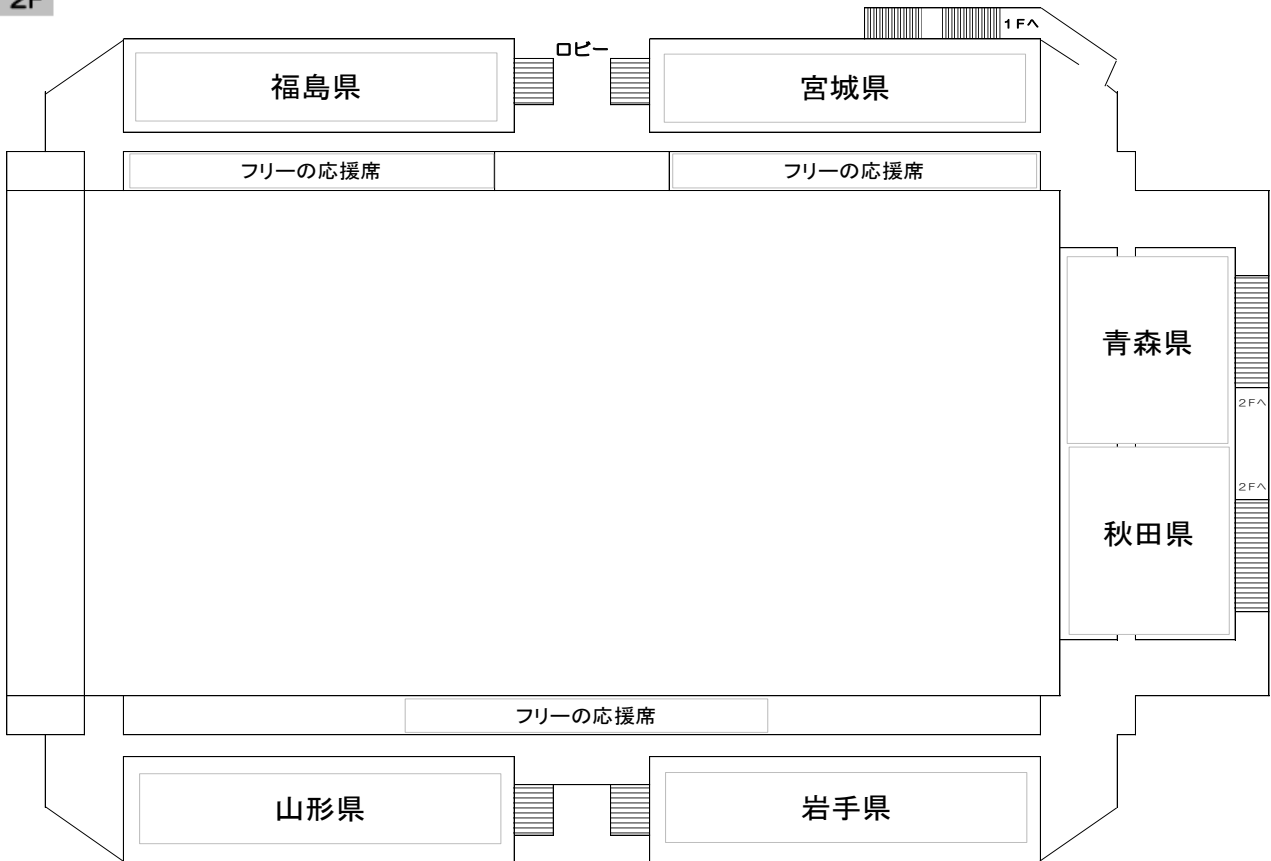 2F
1Fへ
ロビー
福島県
宮城県
フリーの応援席
フリーの応援席
青森県
2Fへ
2Fへ
秋田県
フリーの応援席
山形県
岩手県